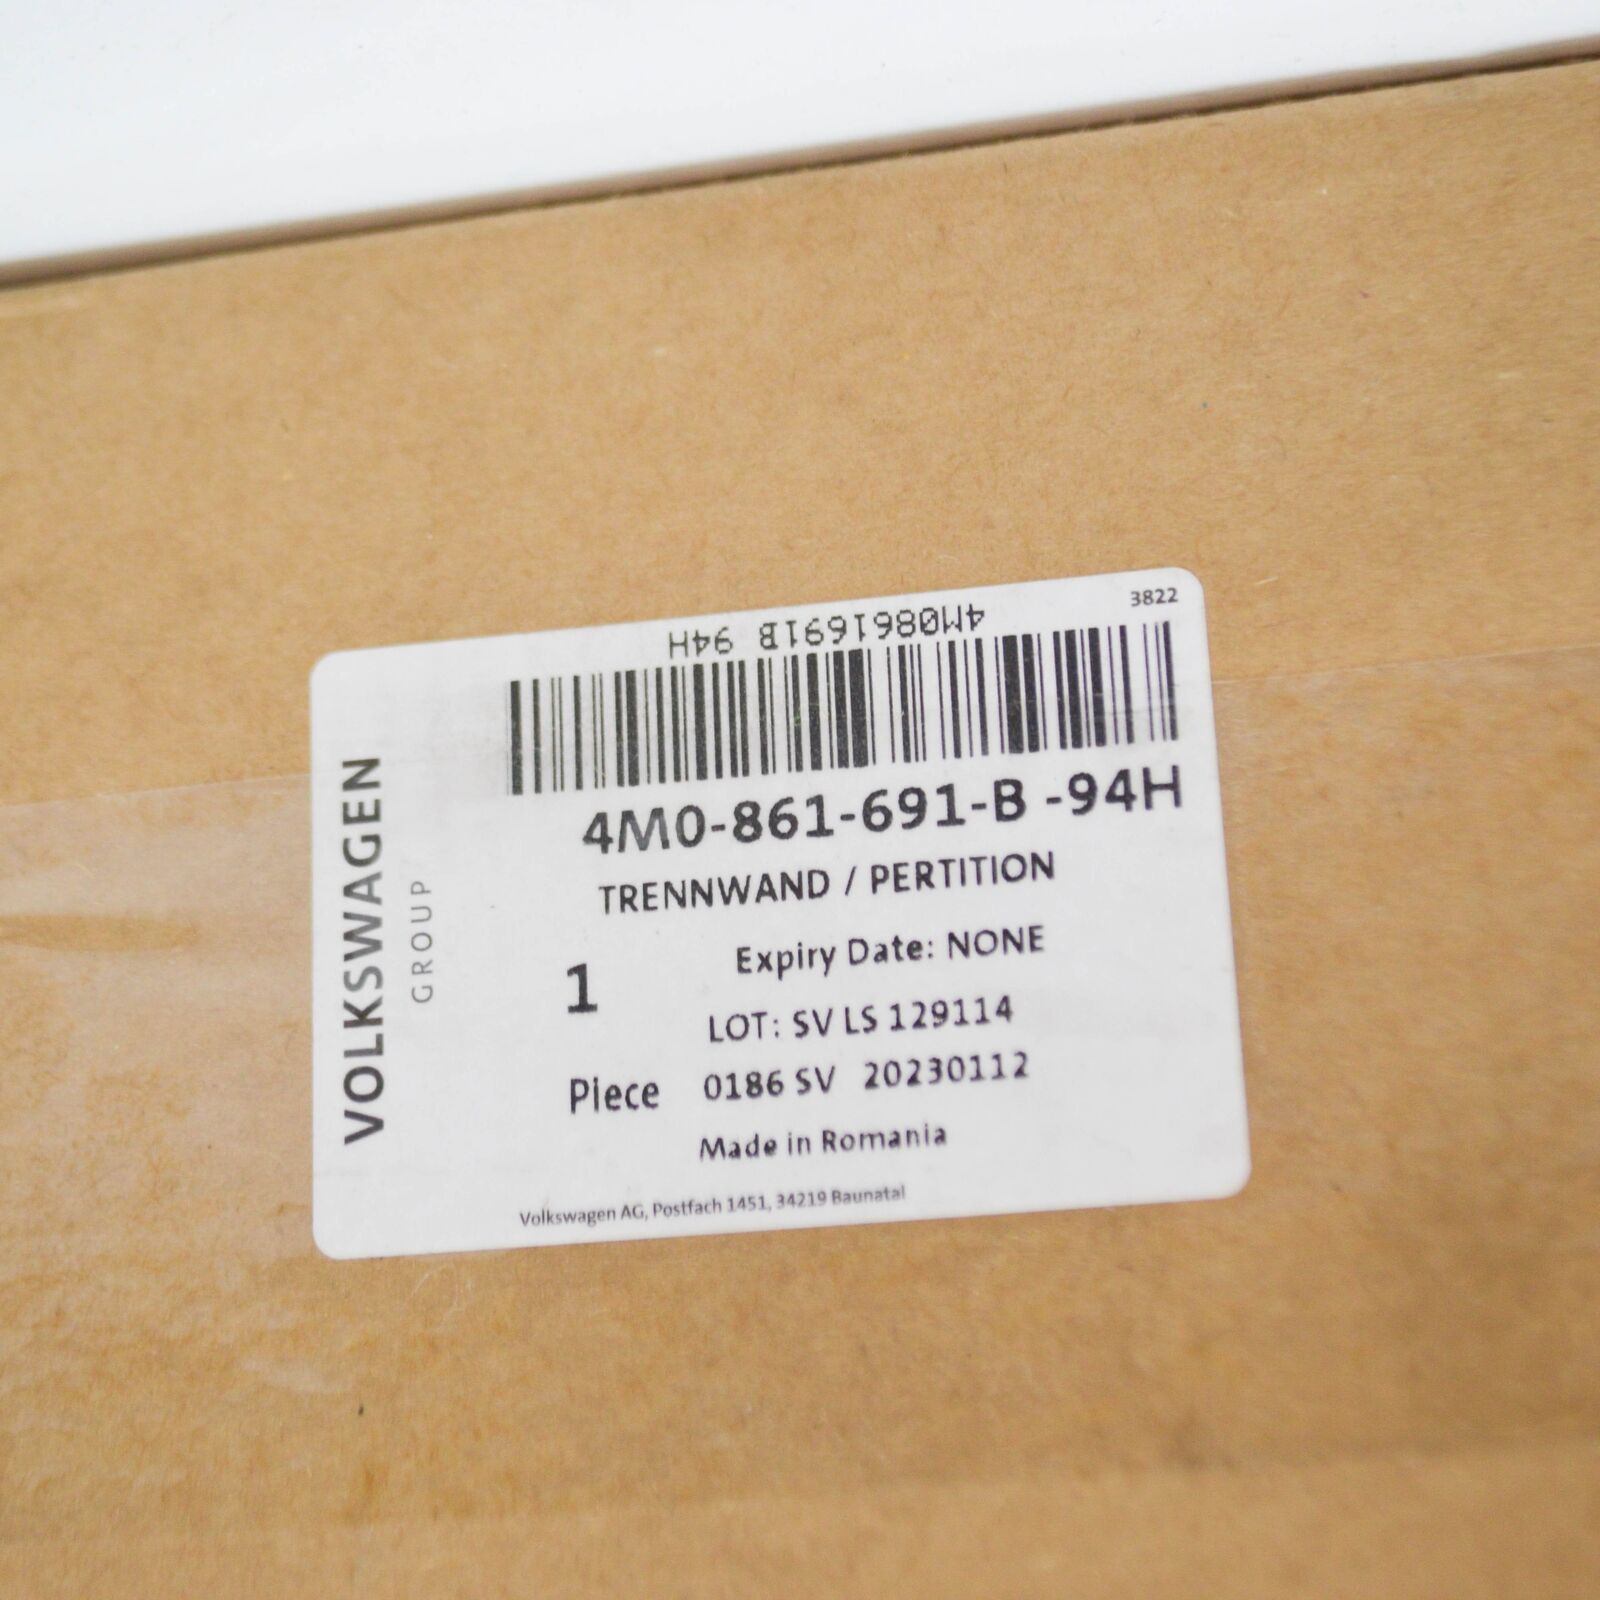 3822
4M0861691B 94H
4M0-861-691-B -94H
TRENNWAND / PERTITION
Expiry Date: NONE
1
LOT: SV LS 129114
Piece 0186 SV 20230112
Made in Romania
Volkswagen AG, Postfach 1451, 34219 Baunatal
VOLKSWAGEN
GROUP